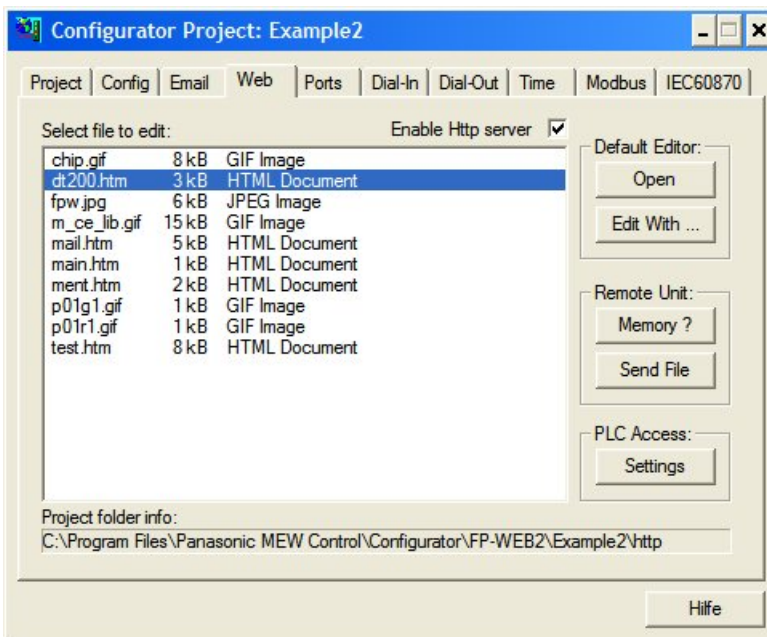 Configurator Project: Example2
Project Config Email Web Ports Dial-In Dial-Out Time Modbus IEC60870
Select file to edit: Enable Http server
chip.gif 8 kB GIF Image
dt200.htm 3 kB HTML Document
fpw.jpg 6 kB JPEG Image
m_ce_lib.gif 15 kB GIF Image
mail.htm 5 kB HTML Document
main.htm 1 kB HTML Document
ment.htm 2 kB HTML Document
p01g1.gif 1 kB GIF Image
p01r1.gif 1 kB GIF Image
test.htm 8 kB HTML Document
Default Editor:
Open
Edit With ...
Remote Unit:
Memory ?
Send File
PLC Access:
Settings
Project folder info:
C:\Program Files\Panasonic MEW Control\Configurator\FP-WEB2\Example2\http
Hilfe